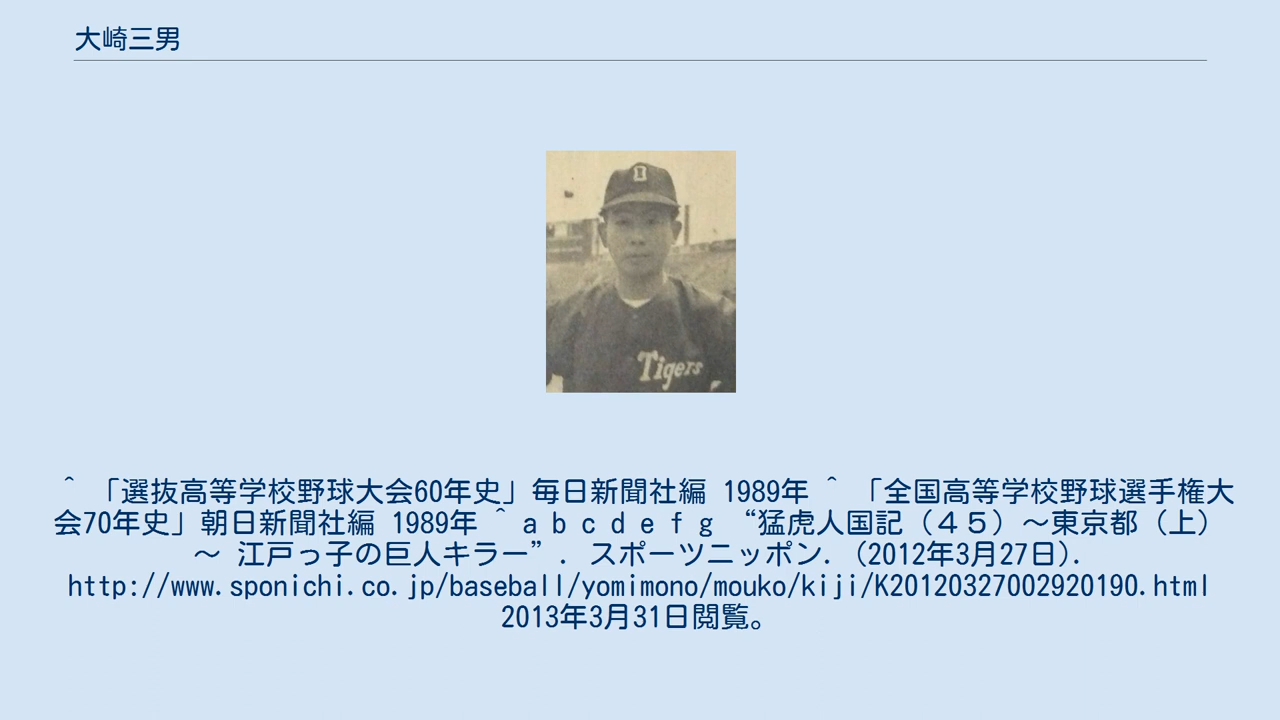 大崎三男
Tigers
＾ 「選抜高等学校野球大会60年史」毎日新聞社編 1989年 ＾ 「全国高等学校野球選手権大
会70年史」朝日新聞社編 1989年 ＾ a b c d e f g “猛虎人国記（４５）～東京都（上）
～ 江戸っ子の巨人キラー”. スポーツニッポン. (2012年3月27日).
http://www.sponichi.co.jp/baseball/yomimono/mouko/kiji/K20120327002920190.html
2013年3月31日閲覧。